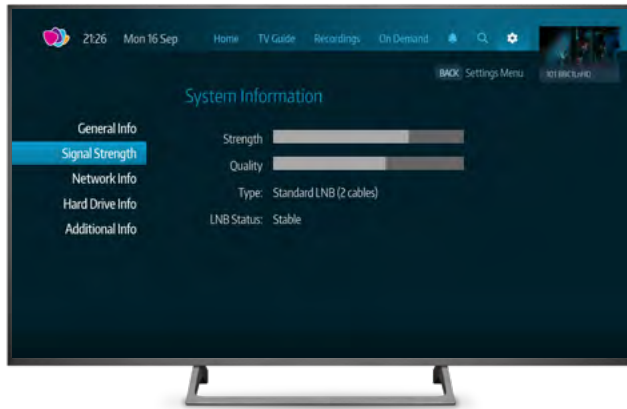 21:26 Mon 16 Sep Home TV Guide Recordings On Demand
BACK Settings Menu
System Information
General Info
Signal Strength
Network Info
Hard Drive Info
Additional Info
Strength
Quality
Type: Standard LNB (2 cables)
LNB Status: Stable